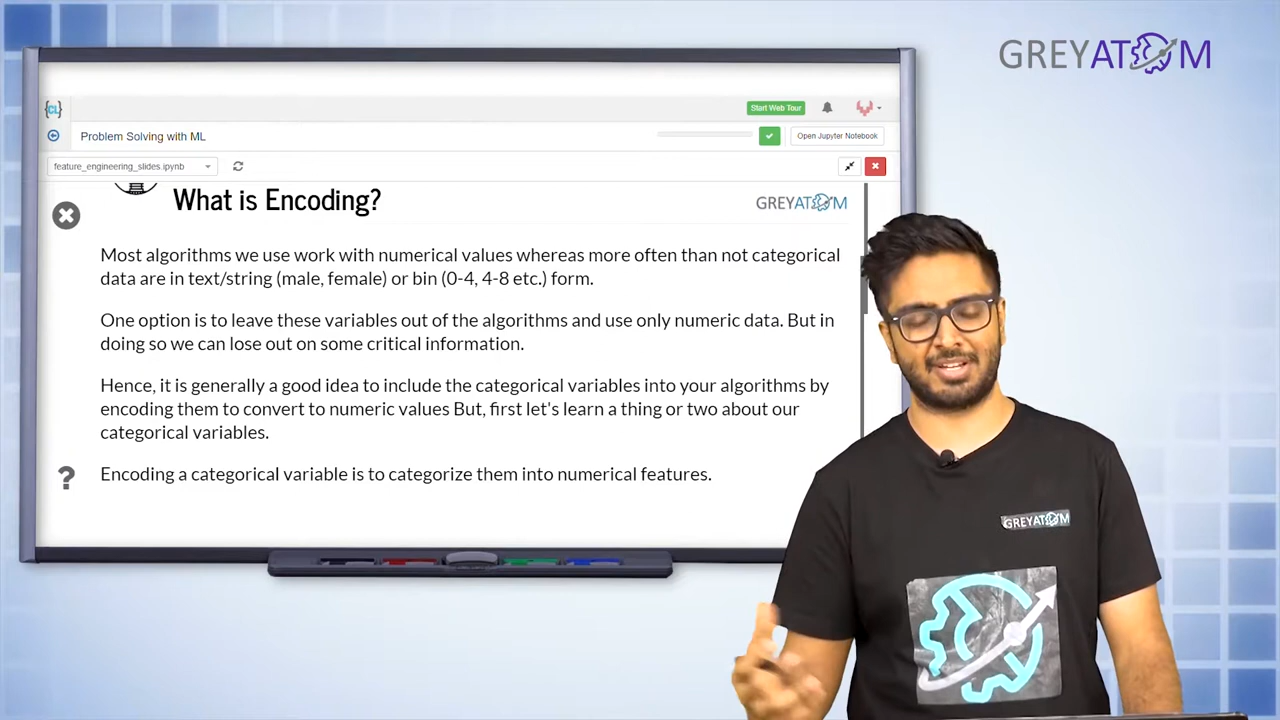 GREYATOM
{CL}
Start Web Tour
Problem Solving with ML
Open Jupyter Notebook
feature_engineering_slides.ipynb
What is Encoding?
GREYATOM
Most algorithms we use work with numerical values whereas more often than not categorical
data are in text/string (male, female) or bin (0-4, 4-8 etc.) form.
One option is to leave these variables out of the algorithms and use only numeric data. But in
doing so we can lose out on some critical information.
Hence, it is generally a good idea to include the categorical variables into your algorithms by
encoding them to convert to numeric values But, first let's learn a thing or two about our
categorical variables.
? Encoding a categorical variable is to categorize them into numerical features.
GREYATOM